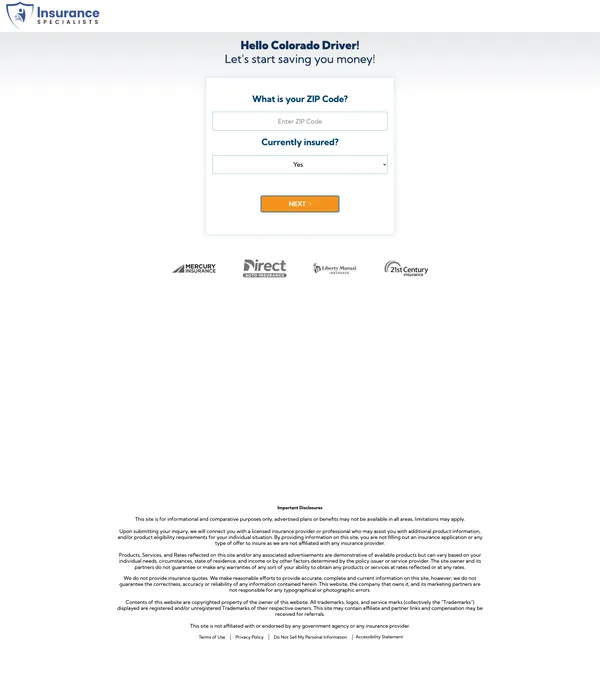 Insurance
SPECIALISTS
Hello Colorado Driver!
Let's start saving you money!
What is your ZIP Code?
Enter ZIP Code
Currently insured?
Yes
NEXT >
MERCURY
INSURANCE
Direct
AUTO INSURANCE
Liberty Mutual
INSURANCE
21st Century
Insurance
Important Disclosures
This site is for informational and comparative purposes only, advertised plans or benefits may not be available in all areas, limitations may apply.
Upon submitting your inquiry, we will connect you with a licensed insurance provider or professional who may assist you with additional product information,
and/or product eligibility requirements for your individual situation. By providing information on this site, you are not filling out an insurance application or any
type of offer to insure as we are not affiliated with any insurance provider.
Products, Services, and Rates reflected on this site and/or any associated advertisements are demonstrative of available products but can vary based on your
individual needs, circumstances, state of residence, and income or by other factors determined by the policy issuer or service provider. The site owner and its
partners do not guarantee or make any warranties of any sort of your ability to obtain any products or services at rates reflected or at any rates.
We do not provide insurance quotes. We make reasonable efforts to provide accurate, complete and current information on this site, however, we do not
guarantee the correctness, accuracy or reliability of any information contained herein. This website, the company that owns it, and its marketing partners are
not responsible for any typographical or photographic errors.
Contents of this website are copyrighted property of the owner of this website. All trademarks, logos, and service marks (collectively the "Trademarks")
displayed are registered and/or unregistered Trademarks of their respective owners. This site may contain affiliate and partner links and compensation may be
received for referrals.
This site is not affiliated with or endorsed by any government agency or any insurance provider.
Terms of Use | Privacy Policy | Do Not Sell My Personal Information | Accessibility Statement